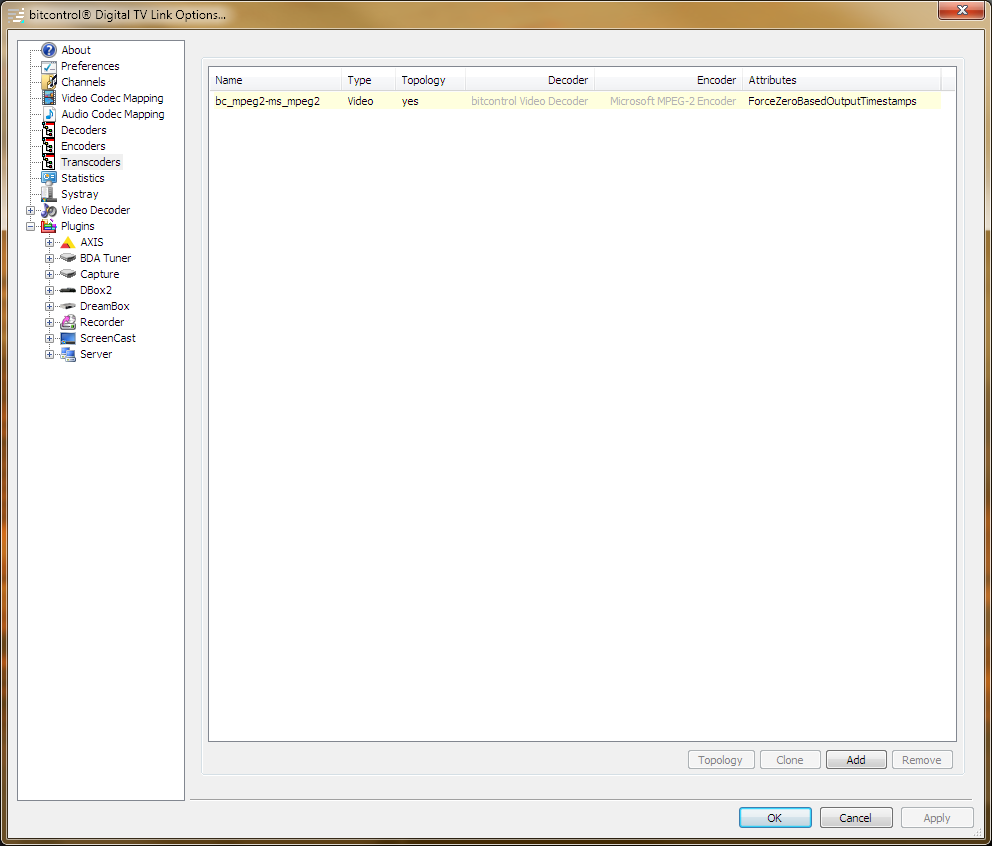 bitcontrol® Digital TV Link Options...
About
Preferences
Channels
Video Codec Mapping
Audio Codec Mapping
Decoders
Encoders
Transcoders
Statistics
Systray
Video Decoder
Plugins
AXIS
BDA Tuner
Capture
DBox2
DreamBox
Recorder
ScreenCast
Server
Name Type Topology Decoder Encoder Attributes
bc_mpeg2-ms_mpeg2 Video yes bitcontrol Video Decoder Microsoft MPEG-2 Encoder ForceZeroBasedOutputTimestamps
Topology Clone Add Remove
OK Cancel Apply